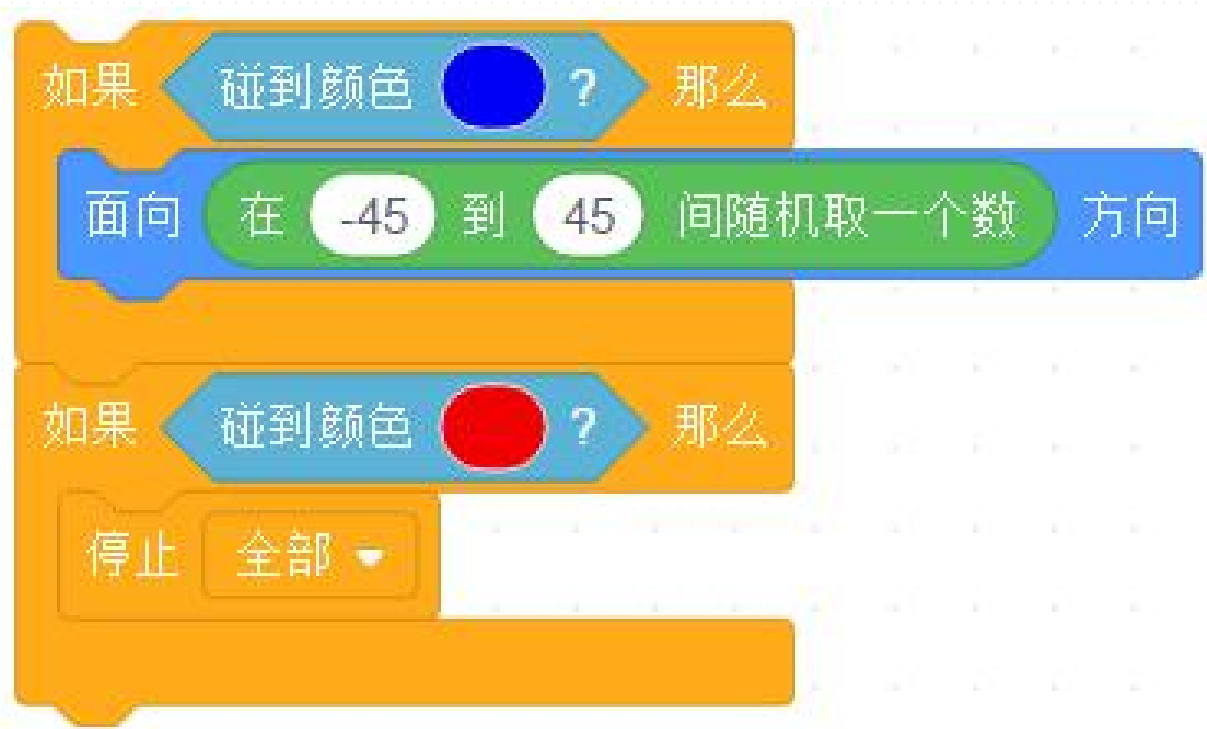 如果 碰到颜色 ? 那么
面向 在 -45 到 45 间随机取一个数 方向
如果 碰到颜色 ? 那么
停止 全部